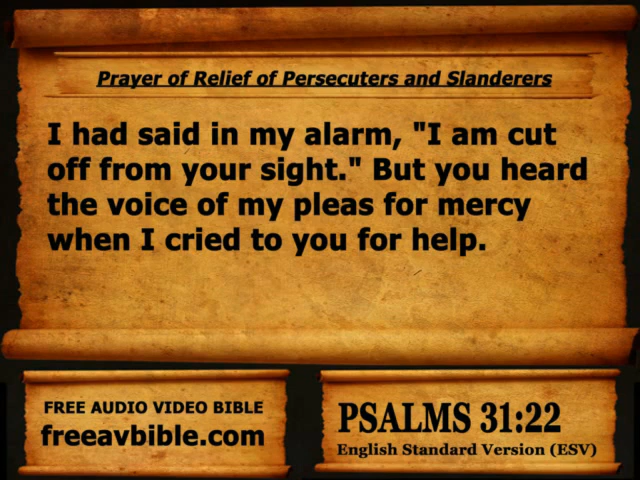 Prayer of Relief of Persecuters and Slanderers
I had said in my alarm, "I am cut
off from your sight." But you heard
the voice of my pleas for mercy
when I cried to you for help.
FREE AUDIO VIDEO BIBLE
freeavbible.com
PSALMS 31:22
English Standard Version (ESV)